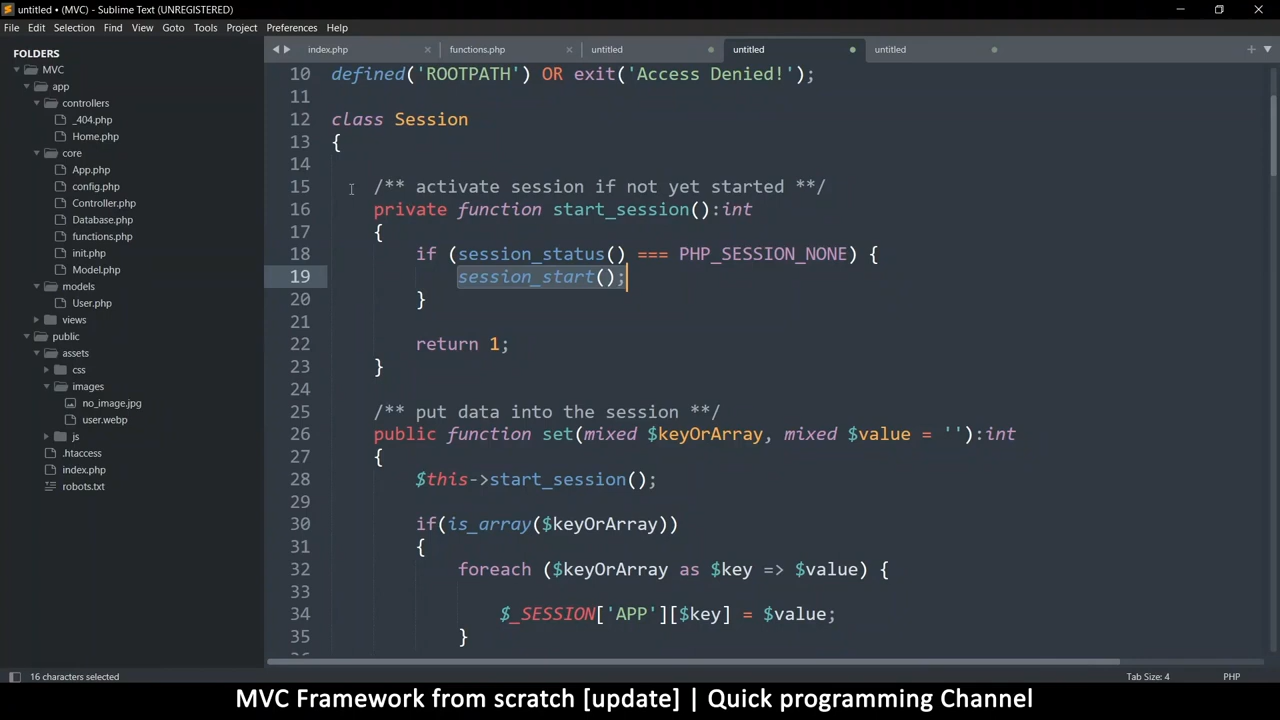 untitled • (MVC) - Sublime Text (UNREGISTERED)
File Edit Selection Find View Goto Tools Project Preferences Help
FOLDERS
MVC
app
controllers
_404.php
Home.php
core
App.php
config.php
Controller.php
Database.php
functions.php
init.php
Model.php
models
User.php
views
public
assets
css
images
no_image.jpg
user.webp
js
.htaccess
index.php
robots.txt
index.php functions.php untitled untitled untitled
10 defined('ROOTPATH') OR exit('Access Denied!');
11
12 class Session
13 {
14
15 /** activate session if not yet started **/
16 private function start_session():int
17 {
18 if (session_status() === PHP_SESSION_NONE) {
19 session_start();
20 }
21
22 return 1;
23 }
24
25 /** put data into the session **/
26 public function set(mixed $keyOrArray, mixed $value = ''):int
27 {
28 $this->start_session();
29
30 if(is_array($keyOrArray))
31 {
32 foreach ($keyOrArray as $key => $value) {
33
34 $_SESSION['APP'][$key] = $value;
35 }
16 characters selected
Tab Size: 4 PHP
MVC Framework from scratch [update] | Quick programming Channel